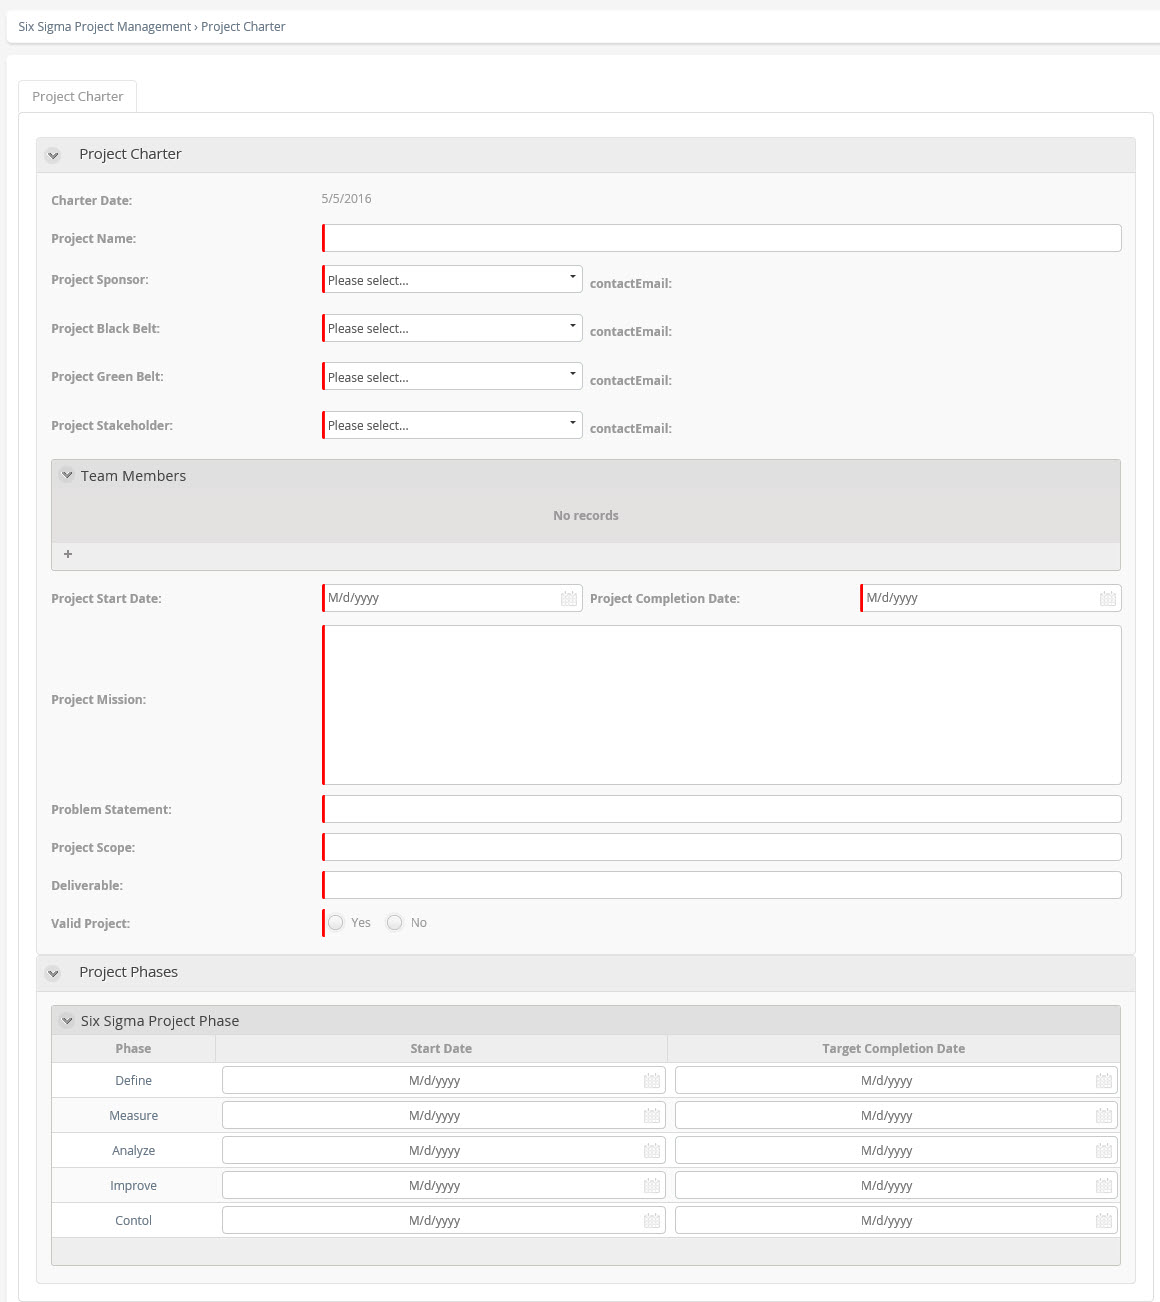 Six Sigma Project Management › Project Charter
Project Charter
Project Charter
Charter Date: 5/5/2016
Project Name:
Project Sponsor: Please select... contactEmail:
Project Black Belt: Please select... contactEmail:
Project Green Belt: Please select... contactEmail:
Project Stakeholder: Please select... contactEmail:
Team Members
No records
+
Project Start Date: M/d/yyyy Project Completion Date: M/d/yyyy
Project Mission:
Problem Statement:
Project Scope:
Deliverable:
Valid Project: Yes No
Project Phases
Six Sigma Project Phase
Phase Start Date Target Completion Date
Define M/d/yyyy M/d/yyyy
Measure M/d/yyyy M/d/yyyy
Analyze M/d/yyyy M/d/yyyy
Improve M/d/yyyy M/d/yyyy
Contol M/d/yyyy M/d/yyyy